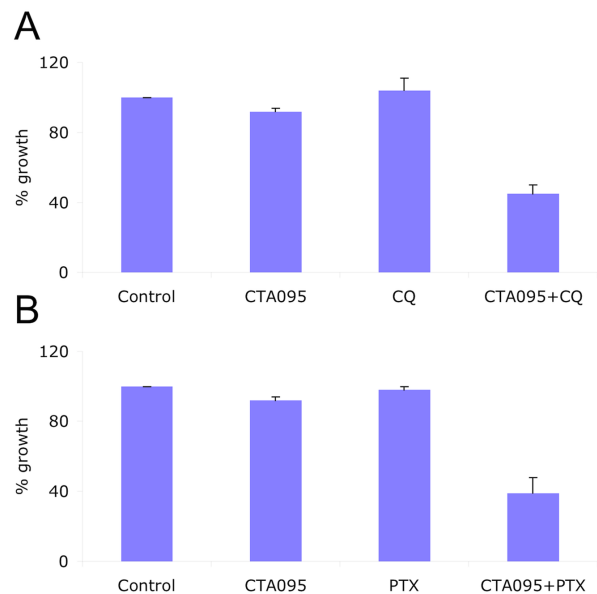 A
120
80
40
0
% growth
Control CTA095 CQ CTA095+CQ
B
120
80
40
0
% growth
Control CTA095 PTX CTA095+PTX